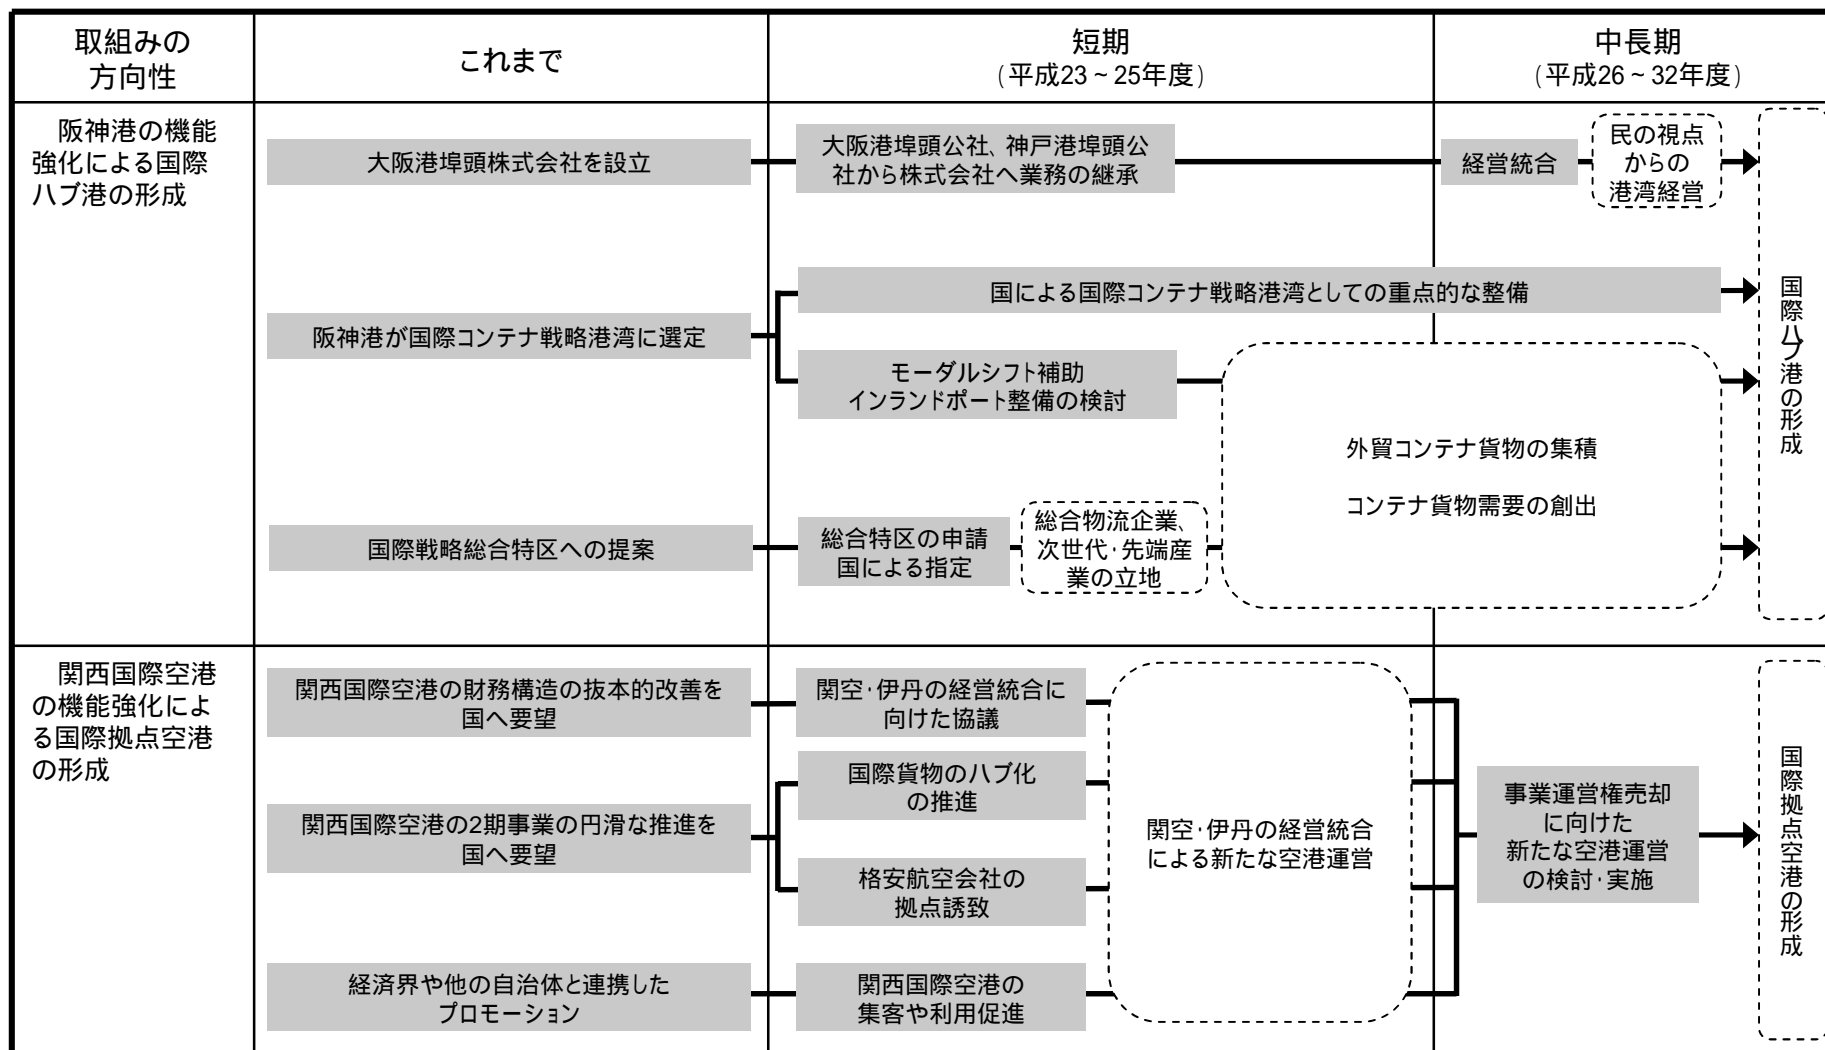 取組みの
方向性
これまで
短期
(平成23～25年度)
中長期
(平成26～32年度)
阪神港の機能
強化による国際
ハブ港の形成
大阪港埠頭株式会社を設立
大阪港埠頭公社、神戸港埠頭公
社から株式会社へ業務の継承
経営統合
民の視点
からの
港湾経営
国際ハブ港の形成
国による国際コンテナ戦略港湾としての重点的な整備
阪神港が国際コンテナ戦略港湾に選定
モーダルシフト補助
インランドポート整備の検討
外貿コンテナ貨物の集積
コンテナ貨物需要の創出
国際戦略総合特区への提案
総合特区の申請
国による指定
総合物流企業、
次世代・先端産
業の立地
関西国際空港
の機能強化によ
る国際拠点空港
の形成
関西国際空港の財務構造の抜本的改善を
国へ要望
関空・伊丹の経営統合に
向けた協議
関西国際空港の2期事業の円滑な推進を
国へ要望
国際貨物のハブ化
の推進
格安航空会社の
拠点誘致
経済界や他の自治体と連携した
プロモーション
関西国際空港の
集客や利用促進
関空・伊丹の経営統合
による新たな空港運営
事業運営権売却
に向けた
新たな空港運営
の検討・実施
国際拠点空港の形成